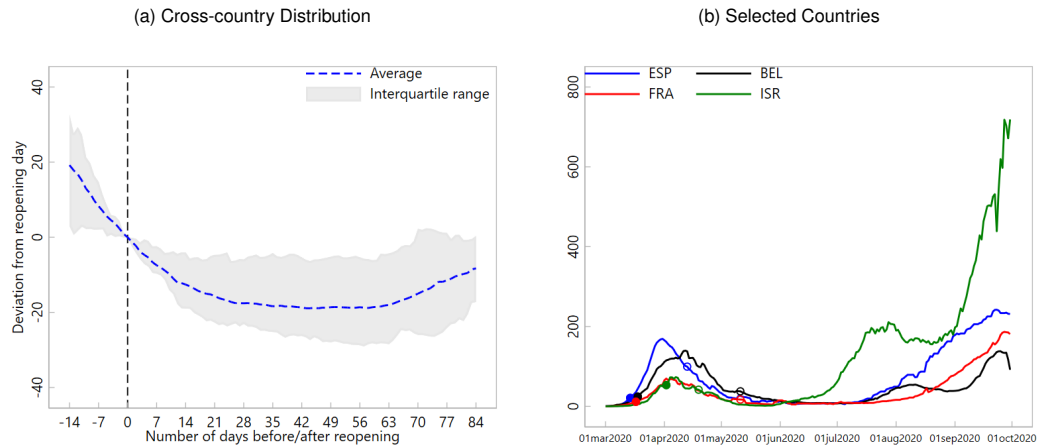 (a) Cross-country Distribution
Average
Interquartile range
Deviation from reopening day
40
20
0
-20
-40
-14 -7 0 7 14 21 28 35 42 49 56 63 70 77 84
Number of days before/after reopening
(b) Selected Countries
ESP BEL
FRA ISR
800
600
400
200
0
01mar2020 01apr2020 01may2020 01jun2020 01jul2020 01aug2020 01sep2020 01oct2020